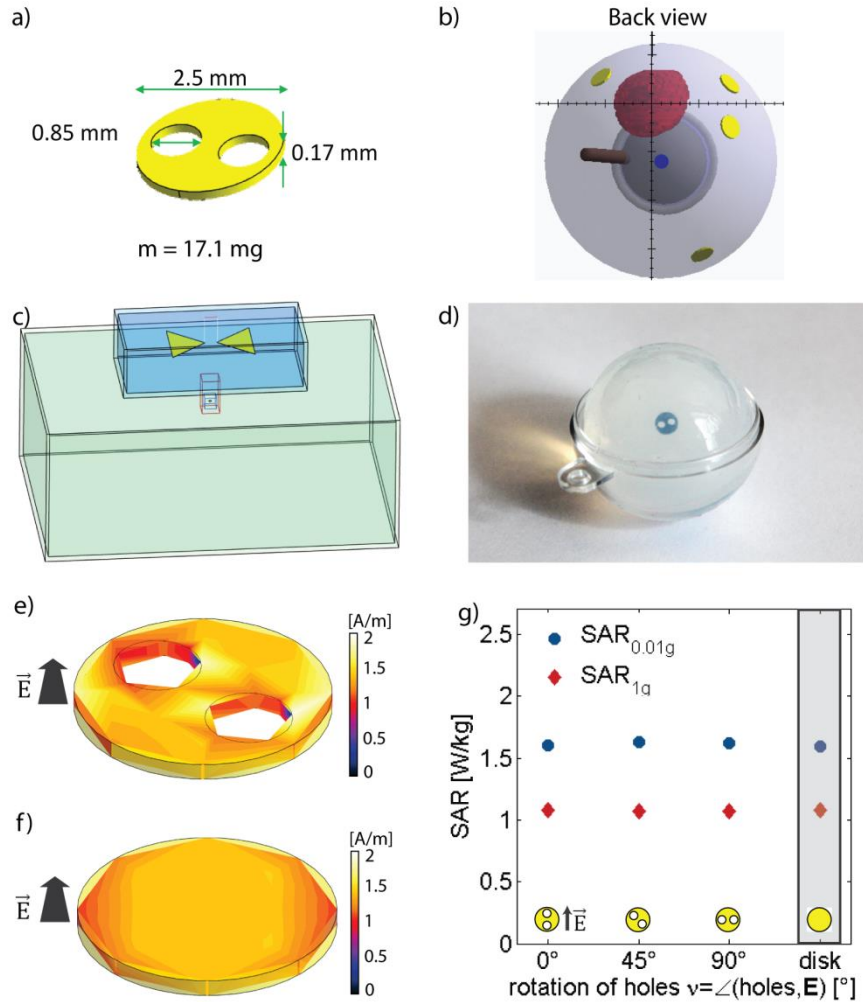 a)
2.5 mm
0.85 mm
0.17 mm
m = 17.1 mg
b)
Back view
c)
d)
e)
[A/m]
2
1.5
1
0.5
0
E
f)
[A/m]
2
1.5
1
0.5
0
E
g)
SAR0.01g
SAR1g
SAR [W/kg]
2.5
2
1.5
1
0.5
0
E
0° 45° 90° disk
rotation of holes ν=∠(holes,E) [°]